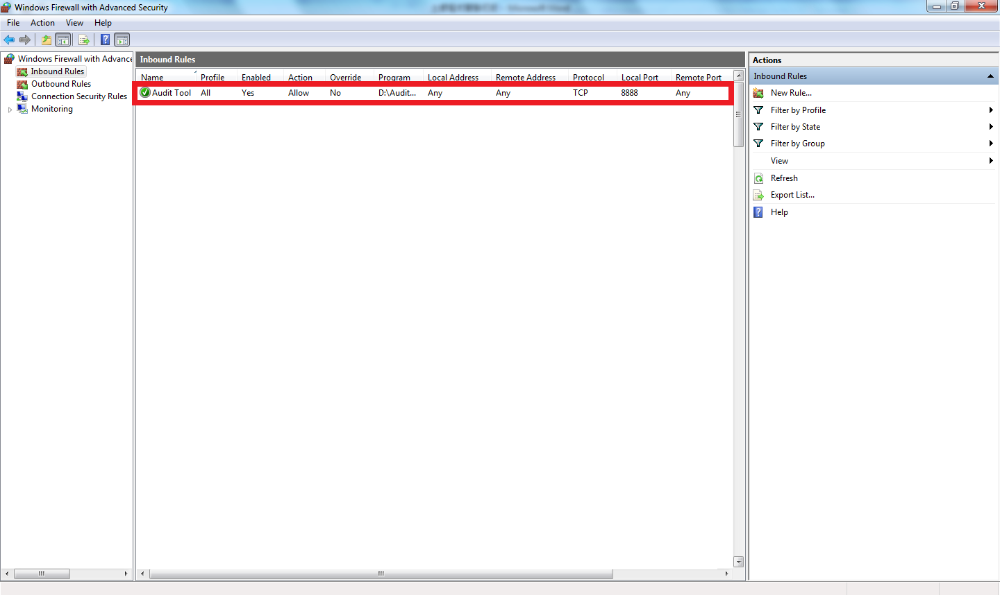 Windows Firewall with Advanced Security
File Action View Help
Windows Firewall with Advance
Inbound Rules
Outbound Rules
Connection Security Rules
Monitoring
Inbound Rules
Name Profile Enabled Action Override Program Local Address Remote Address Protocol Local Port Remote Port
Audit Tool All Yes Allow No D:\Audit... Any Any TCP 8888 Any
Actions
Inbound Rules
New Rule...
Filter by Profile
Filter by State
Filter by Group
View
Refresh
Export List...
Help